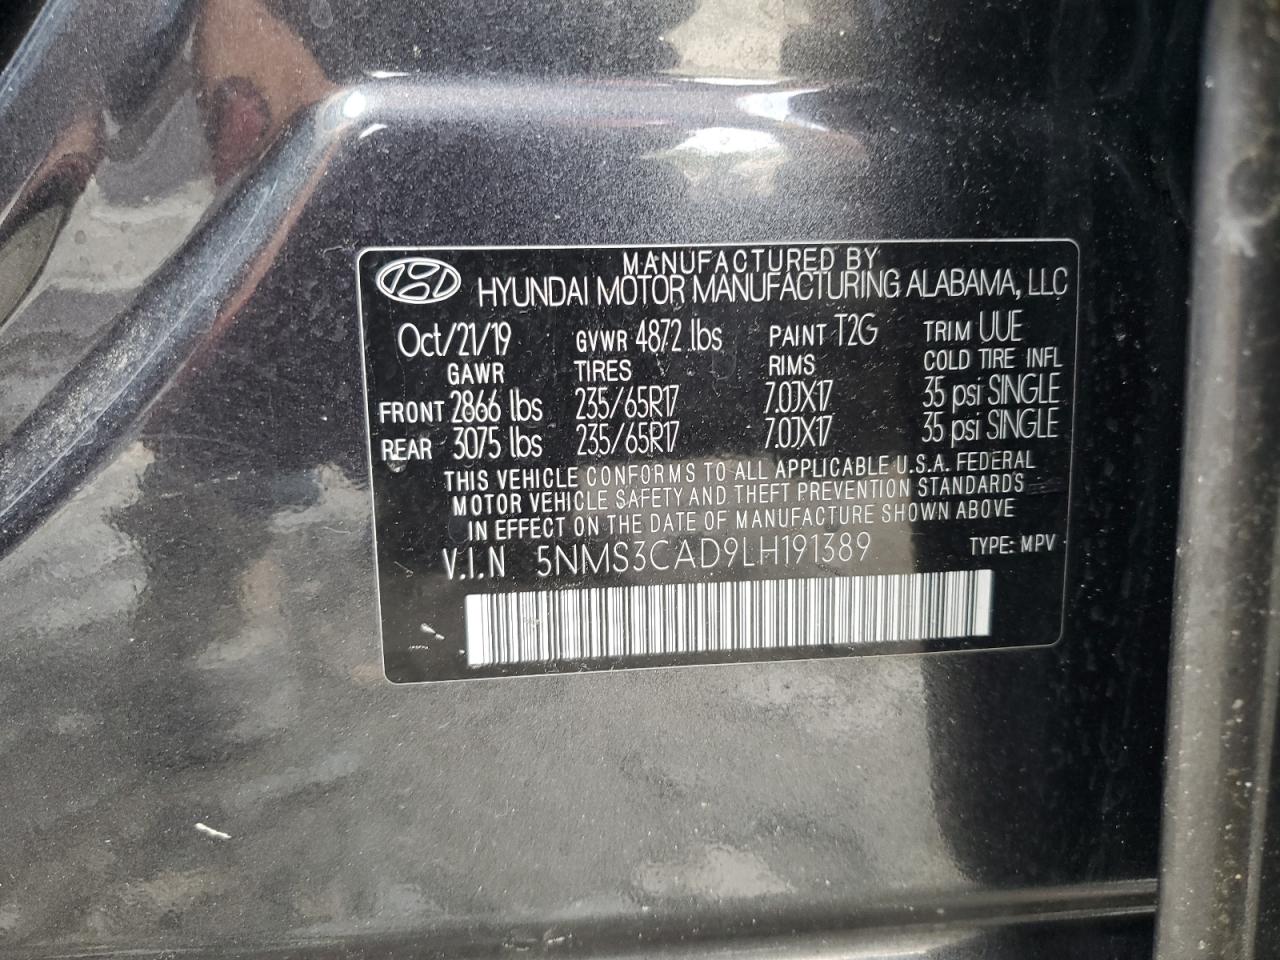 MANUFACTURED BY
HYUNDAI MOTOR MANUFACTURING ALABAMA, LLC
Oct/21/19 GVWR 4872 lbs PAINT T2G TRIM UUE
GAWR TIRES RIMS COLD TIRE INFL
FRONT 2866 lbs 235/65R17 7.0JX17 35 psi SINGLE
REAR 3075 lbs 235/65R17 7.0JX17 35 psi SINGLE
THIS VEHICLE CONFORMS TO ALL APPLICABLE U.S.A. FEDERAL
MOTOR VEHICLE SAFETY AND THEFT PREVENTION STANDARDS
IN EFFECT ON THE DATE OF MANUFACTURE SHOWN ABOVE
V.I.N 5NMS3CAD9LH191389 TYPE: MPV